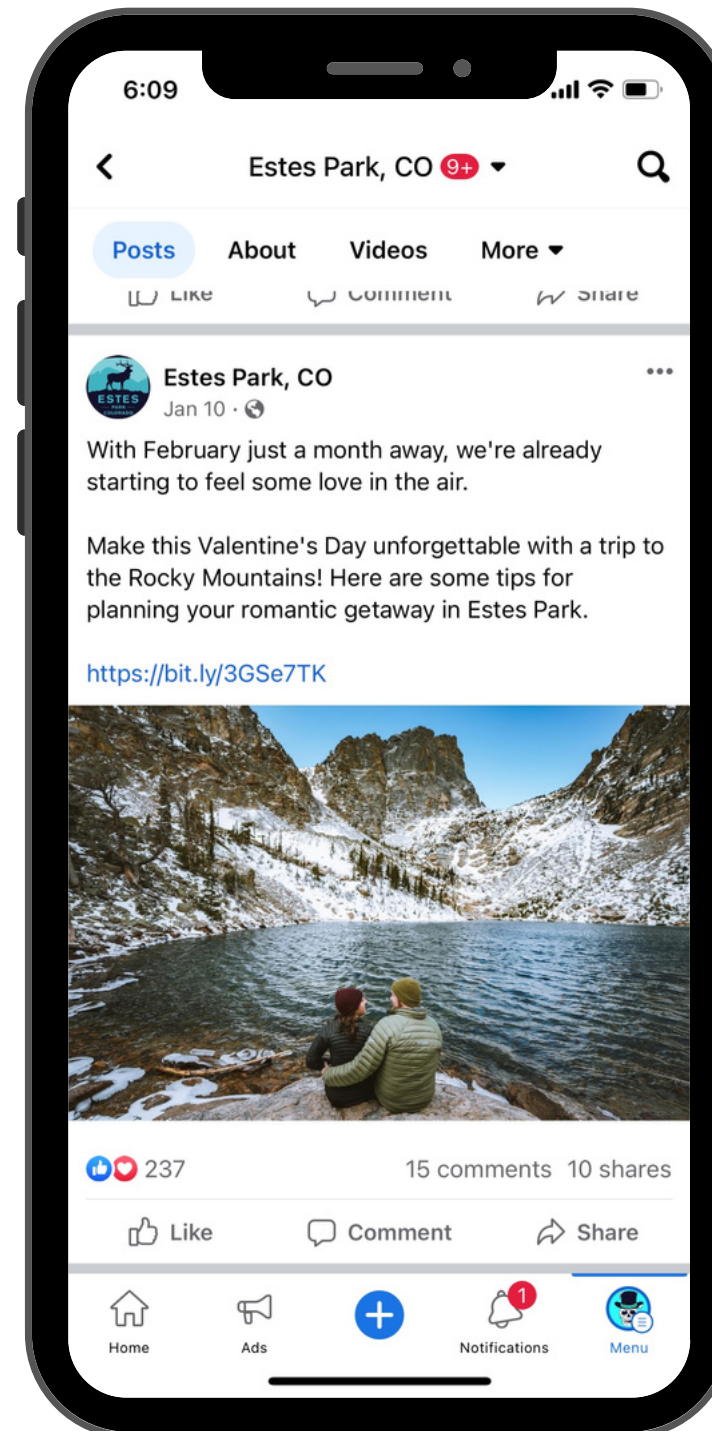 6:09
Estes Park, CO 9+
Posts About Videos More
Like Comment Share
ESTES
PARK
COLORADO
Estes Park, CO
Jan 10 ·
With February just a month away, we're already
starting to feel some love in the air.
Make this Valentine's Day unforgettable with a trip to
the Rocky Mountains! Here are some tips for
planning your romantic getaway in Estes Park.
https://bit.ly/3GSe7TK
237 15 comments 10 shares
Like Comment Share
1
Home Ads Notifications Menu